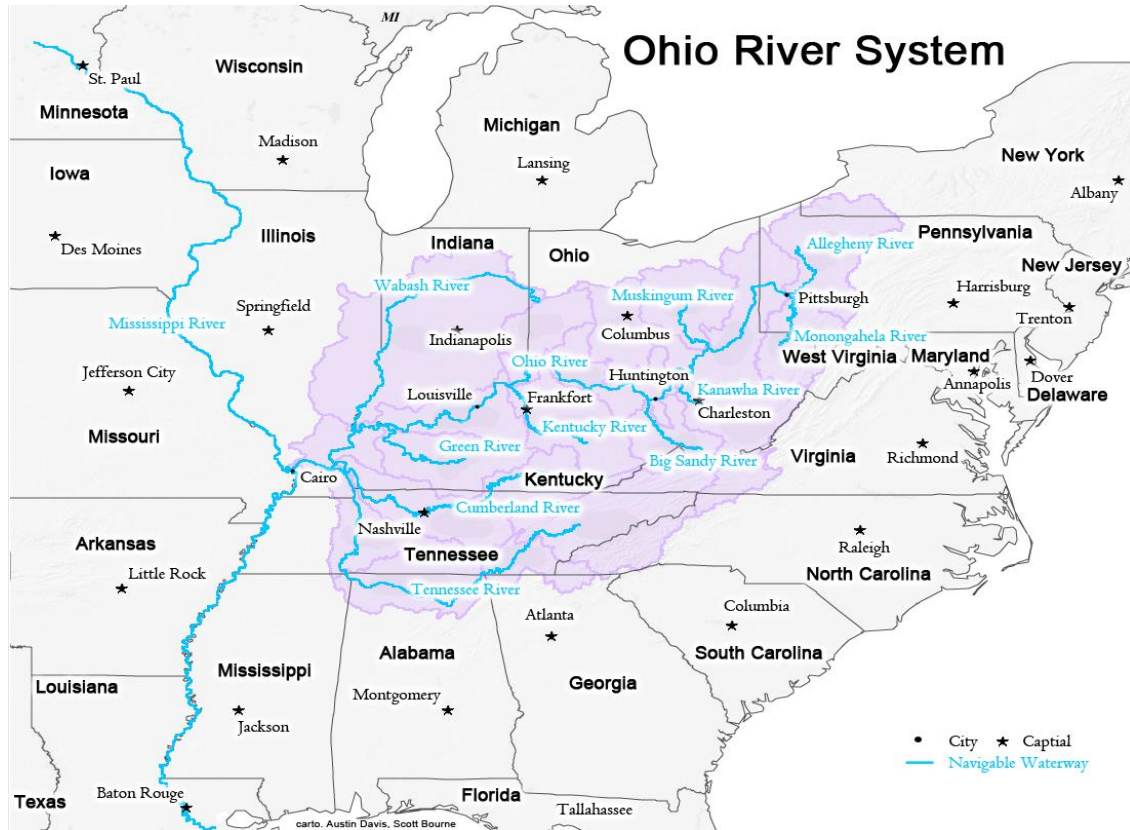 Ohio River System
MI
Wisconsin
St. Paul
Minnesota
Michigan
Madison
New York
Lansing
Iowa
Albany
Des Moines
Illinois
Indiana
Ohio
Allegheny River
Pennsylvania
New Jersey
Wabash River
Muskingum River
Pittsburgh
Harrisburg
Springfield
Trenton
Mississippi River
Columbus
Indianapolis
Monongahela River
West Virginia
Maryland
Ohio River
Dover
Jefferson City
Huntington
Annapolis
Kanawha River
Delaware
Louisville
Frankfort
Charleston
Missouri
Kentucky River
Green River
Richmond
Virginia
Big Sandy River
Cairo
Kentucky
Cumberland River
Nashville
Arkansas
Tennessee
Raleigh
Little Rock
North Carolina
Tennessee River
Columbia
Atlanta
Alabama
South Carolina
Mississippi
Georgia
Louisiana
Montgomery
Jackson
City
Captial
Navigable Waterway
Baton Rouge
Florida
Texas
Tallahassee
carto. Austin Davis, Scott Bourne